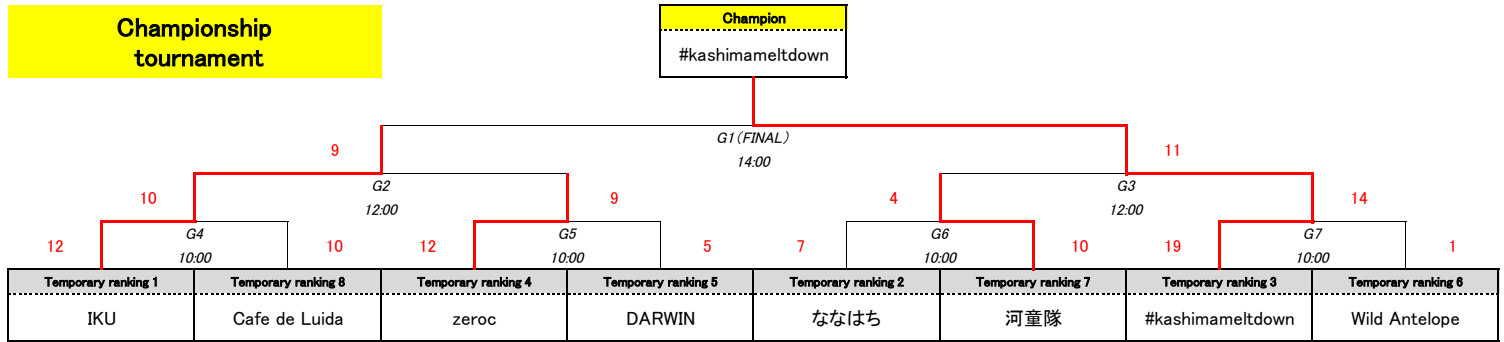 Championship
tournament
Champion
#kashimameltdown
G1(FINAL)
14:00
9
11
G2
12:00
G3
12:00
10
9
4
14
G4
10:00
G5
10:00
G6
10:00
G7
10:00
12
10
12
5
7
10
19
1
Temporary ranking 1
Temporary ranking 8
Temporary ranking 4
Temporary ranking 5
Temporary ranking 2
Temporary ranking 7
Temporary ranking 3
Temporary ranking 6
IKU
Cafe de Luida
zeroc
DARWIN
ななはち
河童隊
#kashimameltdown
Wild Antelope